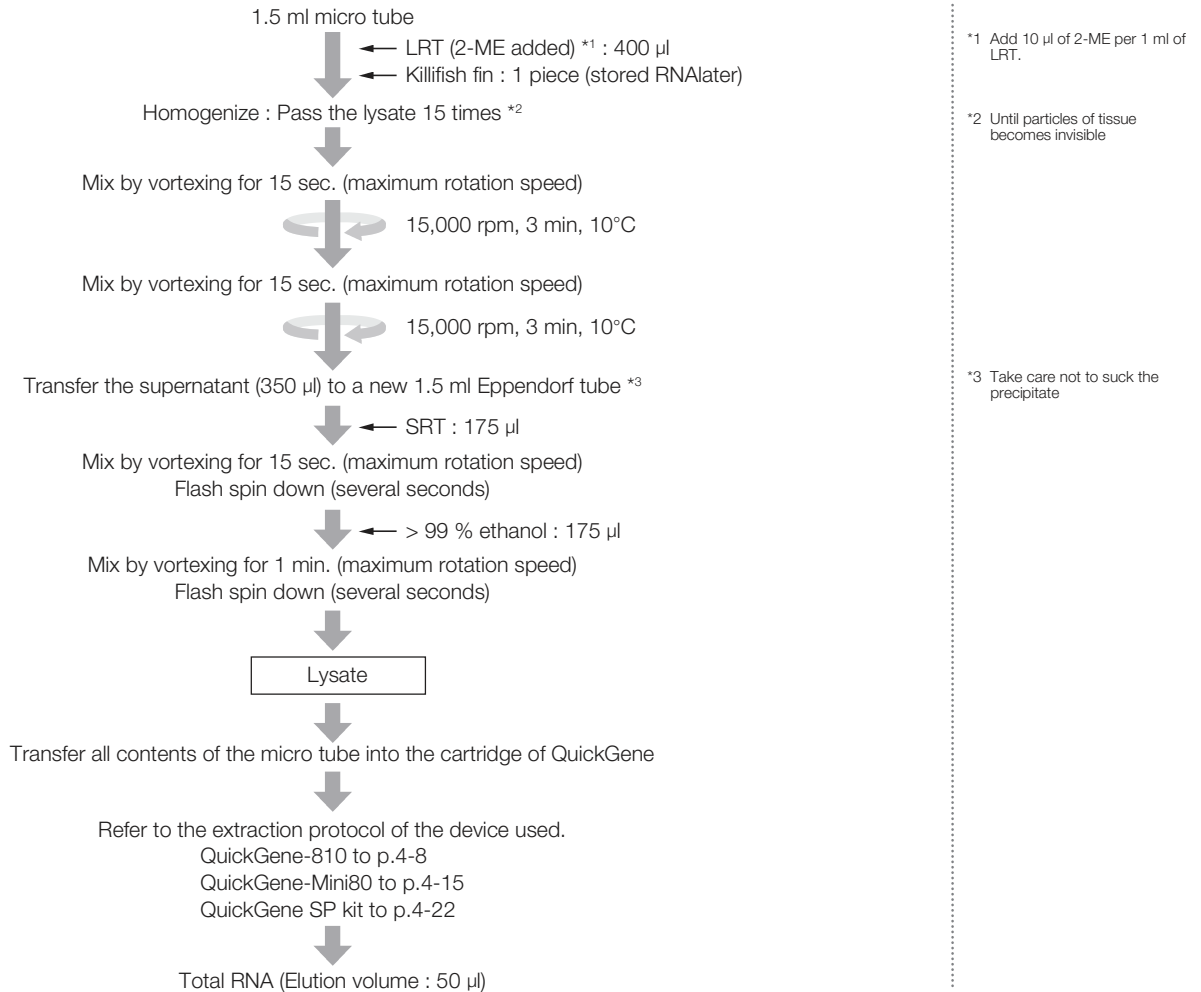 1.5 ml micro tube
LRT (2-ME added) *1 : 400 µl
Killifish fin : 1 piece (stored RNAlater)
Homogenize : Pass the lysate 15 times *2
Mix by vortexing for 15 sec. (maximum rotation speed)
15,000 rpm, 3 min, 10°C
Mix by vortexing for 15 sec. (maximum rotation speed)
15,000 rpm, 3 min, 10°C
Transfer the supernatant (350 µl) to a new 1.5 ml Eppendorf tube *3
SRT : 175 µl
Mix by vortexing for 15 sec. (maximum rotation speed)
Flash spin down (several seconds)
> 99 % ethanol : 175 µl
Mix by vortexing for 1 min. (maximum rotation speed)
Flash spin down (several seconds)
Lysate
Transfer all contents of the micro tube into the cartridge of QuickGene
Refer to the extraction protocol of the device used.
QuickGene-810 to p.4-8
QuickGene-Mini80 to p.4-15
QuickGene SP kit to p.4-22
Total RNA (Elution volume : 50 µl)
*1 Add 10 µl of 2-ME per 1 ml of
LRT.
*2 Until particles of tissue
becomes invisible
*3 Take care not to suck the
precipitate